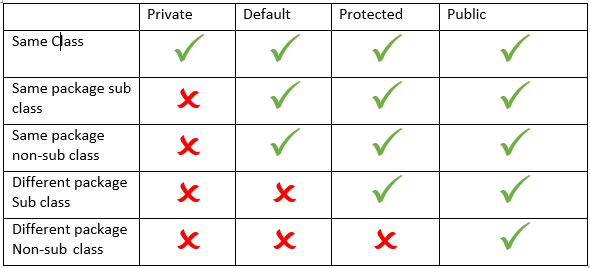 Private Default Protected Public
Same Class
Same package sub
class
Same package
non-sub class
Different package
Sub class
Different package
Non-sub class